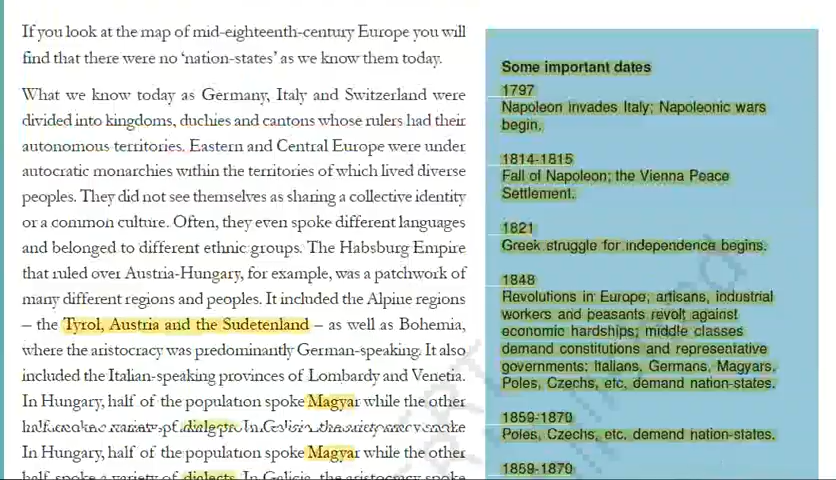 If you look at the map of mid-eighteenth-century Europe you will
find that there were no 'nation-states' as we know them today.
What we know today as Germany, Italy and Switzerland were
divided into kingdoms, duchies and cantons whose rulers had their
autonomous territories. Eastern and Central Europe were under
autocratic monarchies within the territories of which lived diverse
peoples. They did not see themselves as sharing a collective identity
or a common culture. Often, they even spoke different languages
and belonged to different ethnic groups. The Habsburg Empire
that ruled over Austria-Hungary, for example, was a patchwork of
many different regions and peoples. It included the Alpine regions
– the Tyrol, Austria and the Sudetenland – as well as Bohemia,
where the aristocracy was predominantly German-speaking. It also
included the Italian-speaking provinces of Lombardy and Venetia.
In Hungary, half of the population spoke Magyar while the other
In Hungary, half of the population spoke Magyar while the other
half spoke a variety of dialects. In Galicia, the aristocracy spoke
Some important dates
1797
Napoleon invades Italy; Napoleonic wars
begin.
1814-1815
Fall of Napoleon; the Vienna Peace
Settlement.
1821
Greek struggle for independence begins.
1848
Revolutions in Europe; artisans, industrial
workers and peasants revolt against
economic hardships; middle classes
demand constitutions and representative
governments; Italians, Germans, Magyars,
Poles, Czechs, etc. demand nation-states.
1859-1870
Poles, Czechs, etc. demand nation-states.
1859-1870